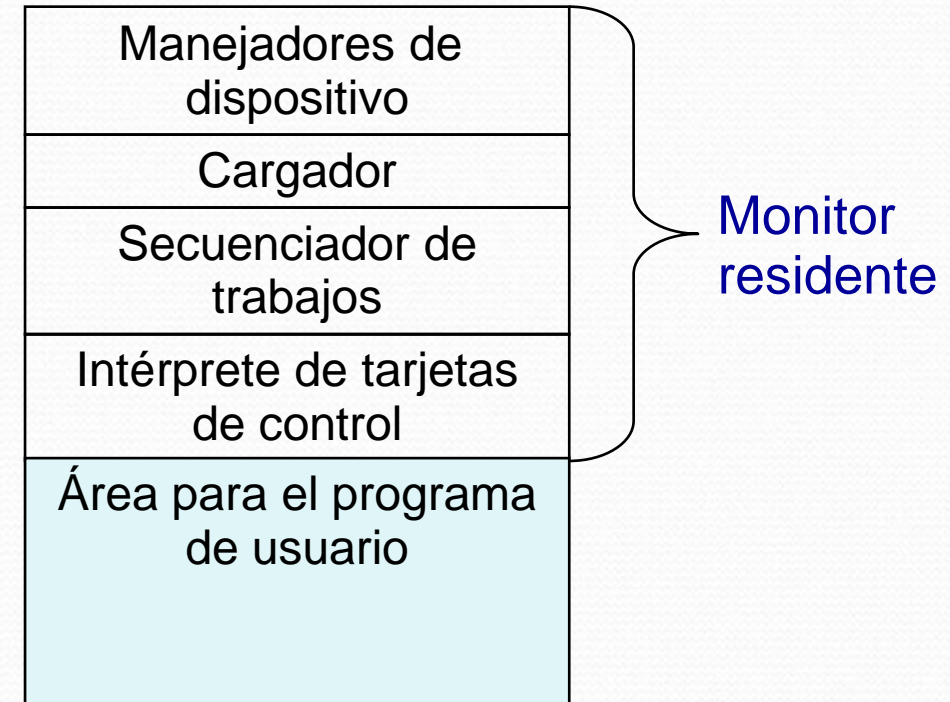 Manejadores de
dispositivo
Cargador
Secuenciador de
trabajos
Intérprete de tarjetas
de control
Área para el programa
de usuario
Monitor
residente